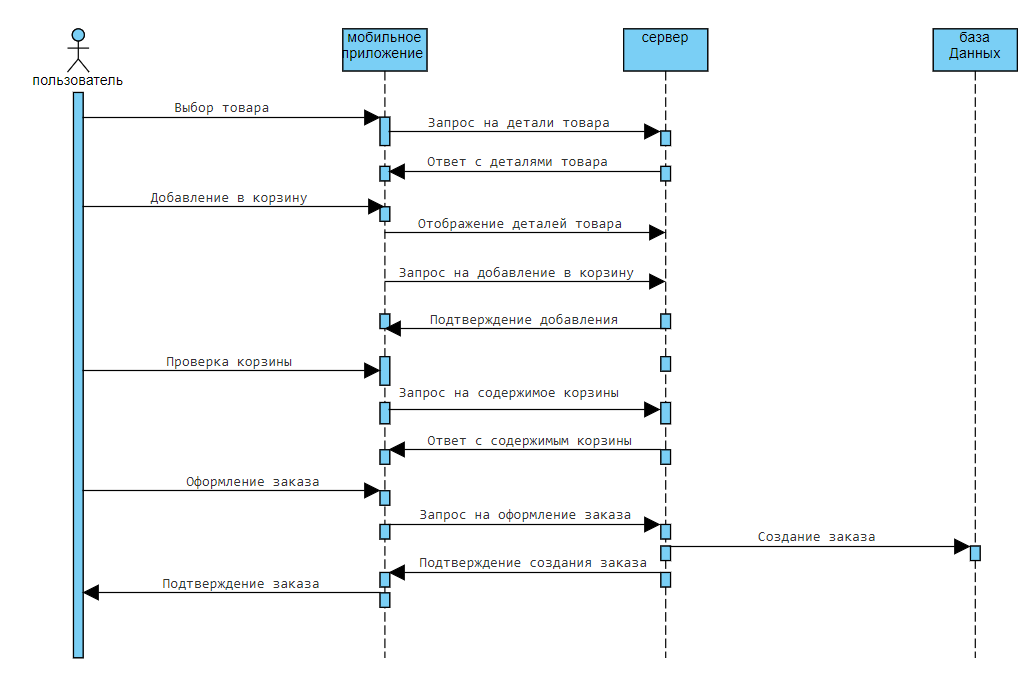 мобильное
приложение
сервер
база
Данных
пользователь
Выбор товара
Запрос на детали товара
Ответ с деталями товара
Добавление в корзину
Отображение деталей товара
Запрос на добавление в корзину
Подтверждение добавления
Проверка корзины
Запрос на содержимое корзины
Ответ с содержимым корзины
Оформление заказа
Запрос на оформление заказа
Создание заказа
Подтверждение создания заказа
Подтверждение заказа